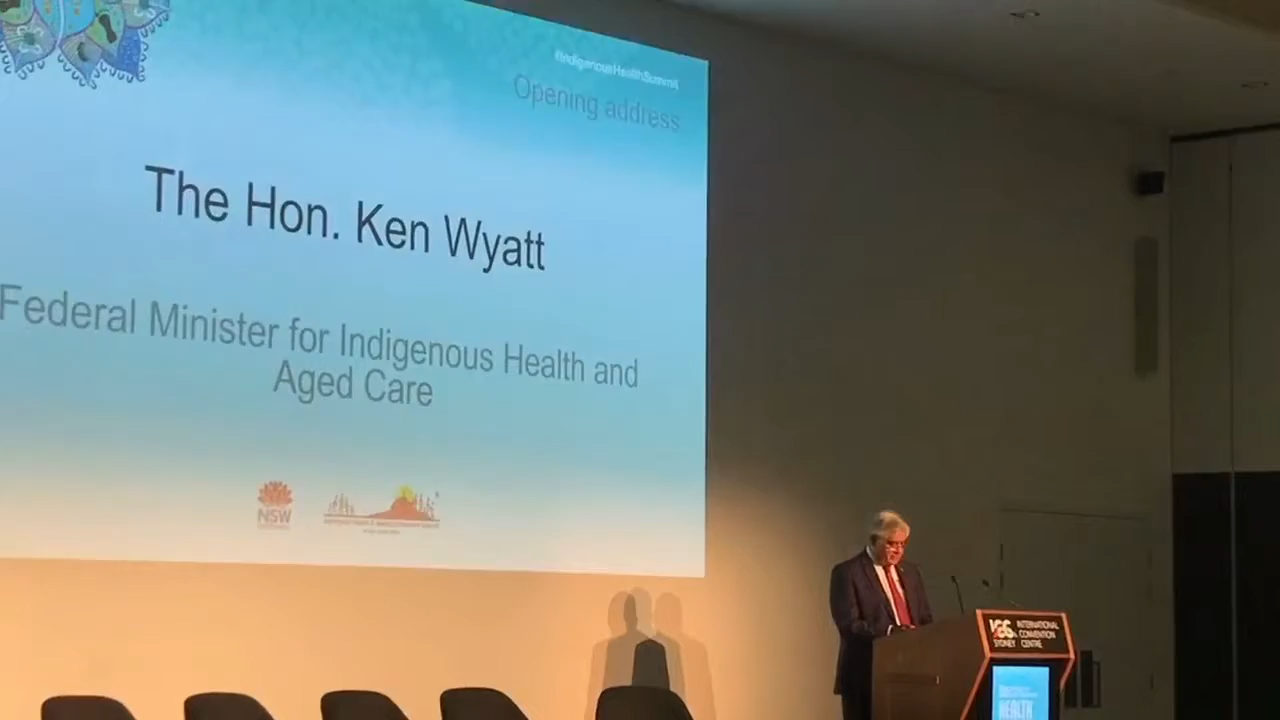 #IndigenousHealthSummit
Opening address
The Hon. Ken Wyatt
Federal Minister for Indigenous Health and
Aged Care
NSW
ICC
SYDNEY
INTERNATIONAL
CONVENTION
CENTRE
HEALTH